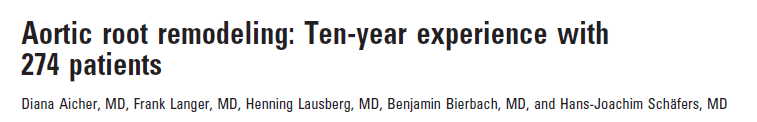 Aortic root remodeling: Ten-year experience with
274 patients
Diana Aicher, MD, Frank Langer, MD, Henning Lausberg, MD, Benjamin Bierbach, MD, and Hans-Joachim Schäfers, MD